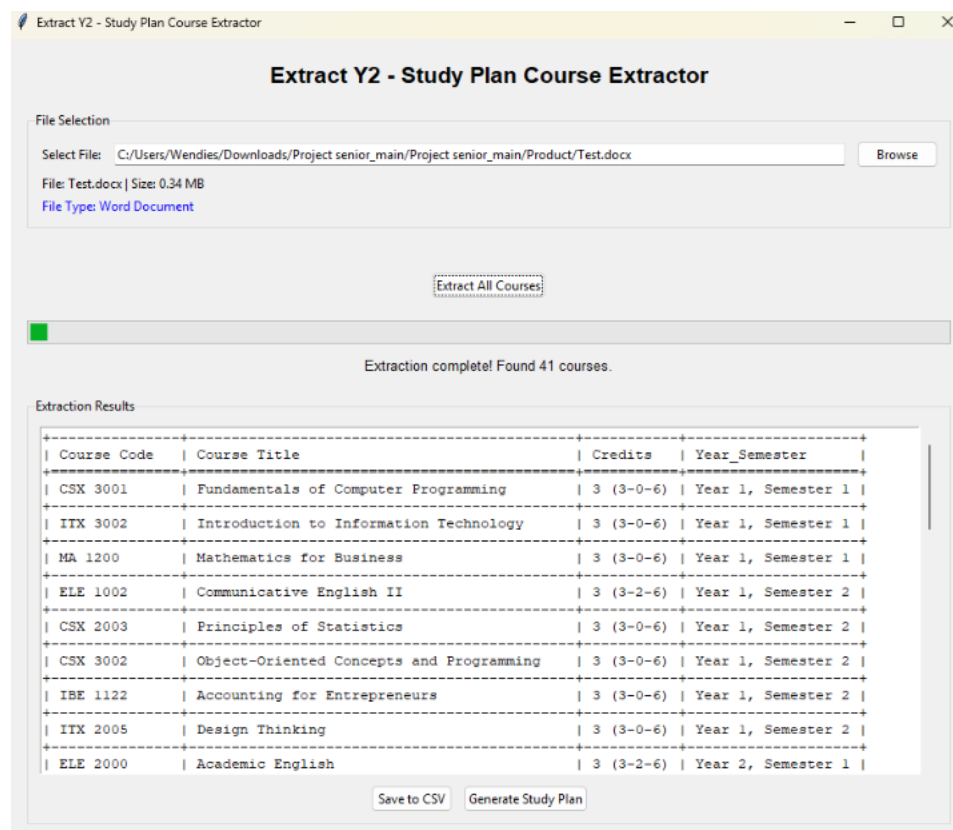 Extract Y2 - Study Plan Course Extractor
Extract Y2 - Study Plan Course Extractor
File Selection
Select File: C:/Users/Wendies/Downloads/Project senior_main/Project senior_main/Product/Test.docx Browse
File: Test.docx | Size: 0.34 MB
File Type: Word Document
Extract All Courses
Extraction complete! Found 41 courses.
Extraction Results
| Course Code | Course Title | Credits | Year_Semester |
| CSX 3001 | Fundamentals of Computer Programming | 3 (3-0-6) | Year 1, Semester 1 |
| ITX 3002 | Introduction to Information Technology | 3 (3-0-6) | Year 1, Semester 1 |
| MA 1200 | Mathematics for Business | 3 (3-0-6) | Year 1, Semester 1 |
| ELE 1002 | Communicative English II | 3 (3-2-6) | Year 1, Semester 2 |
| CSX 2003 | Principles of Statistics | 3 (3-0-6) | Year 1, Semester 2 |
| CSX 3002 | Object-Oriented Concepts and Programming | 3 (3-0-6) | Year 1, Semester 2 |
| IBE 1122 | Accounting for Entrepreneurs | 3 (3-0-6) | Year 1, Semester 2 |
| ITX 2005 | Design Thinking | 3 (3-0-6) | Year 1, Semester 2 |
| ELE 2000 | Academic English | 3 (3-2-6) | Year 2, Semester 1 |
Save to CSV Generate Study Plan